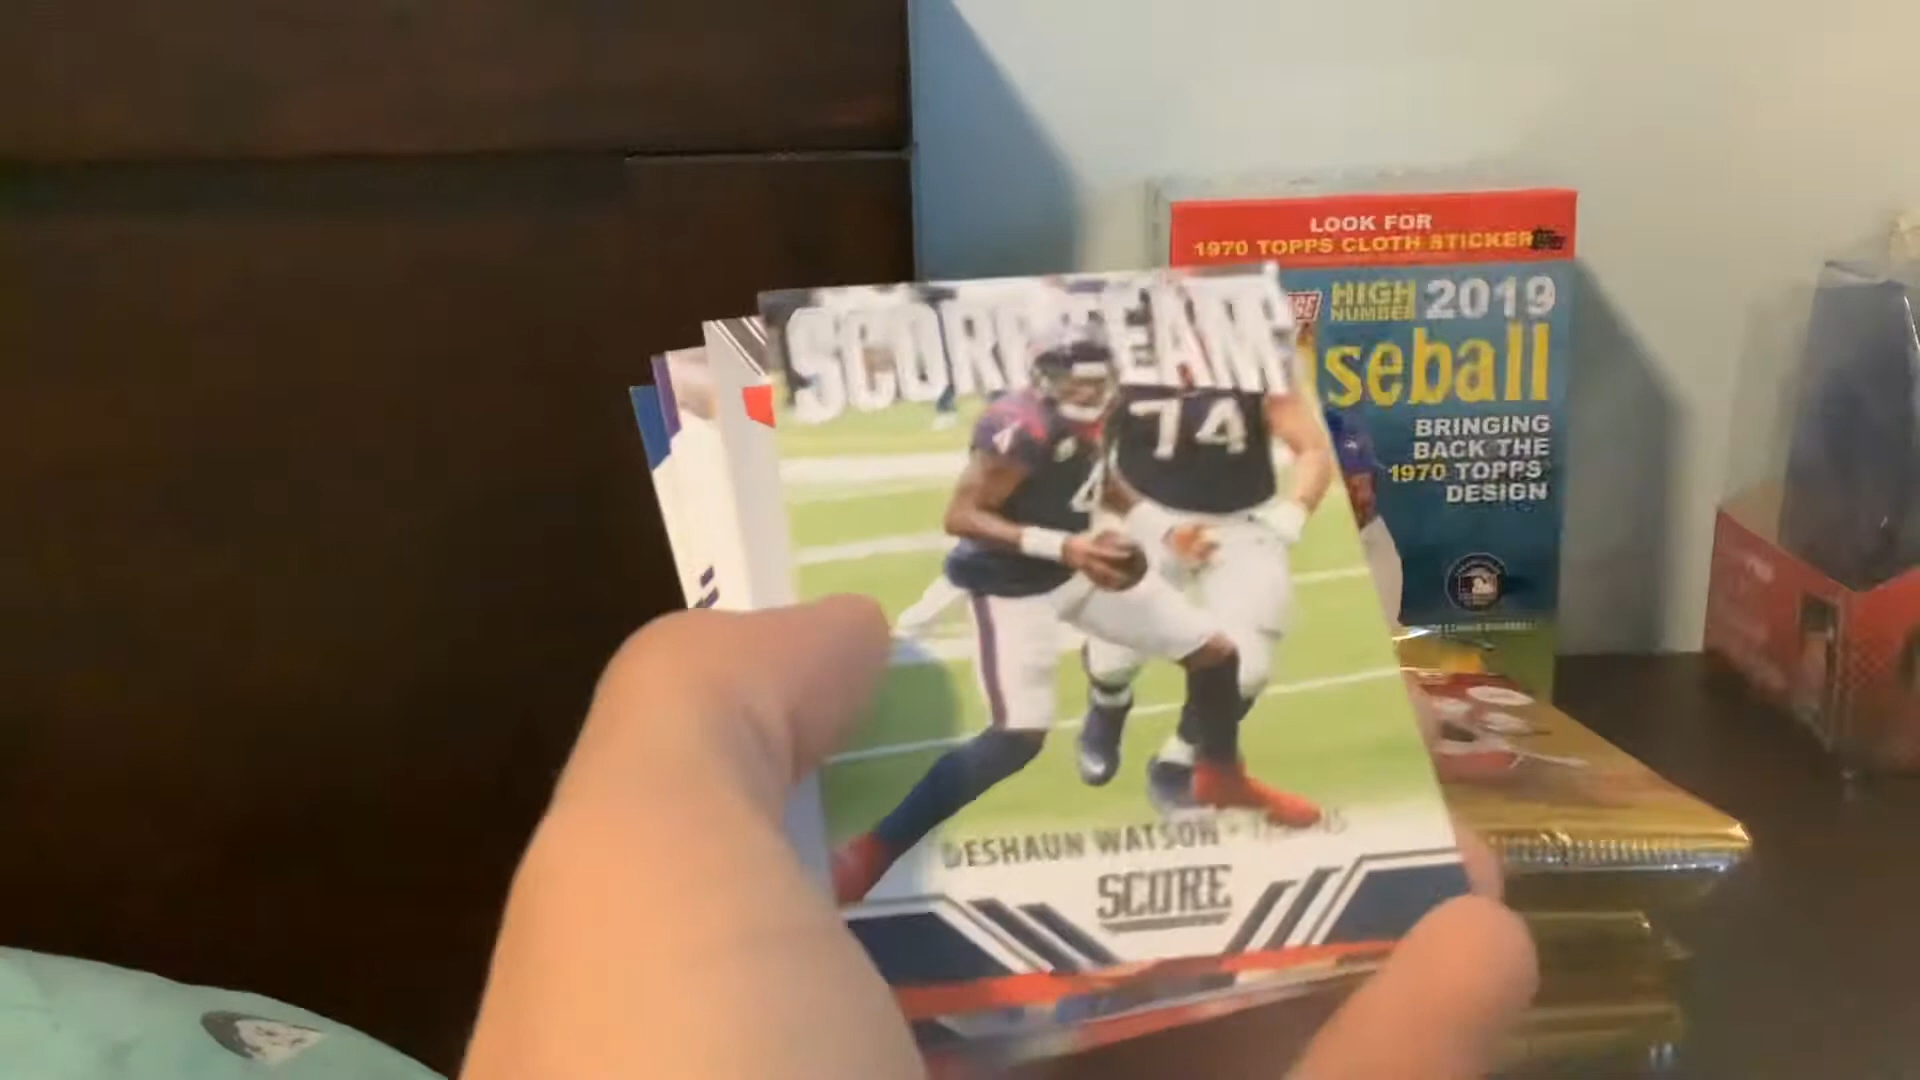 LOOK FOR
1970 TOPPS CLOTH STICKER
HIGH
NUMBER
2019
seball
BRINGING
BACK THE
1970 TOPPS
DESIGN
SCORE TEAM
74
4
4
DESHAUN WATSON
SCORE